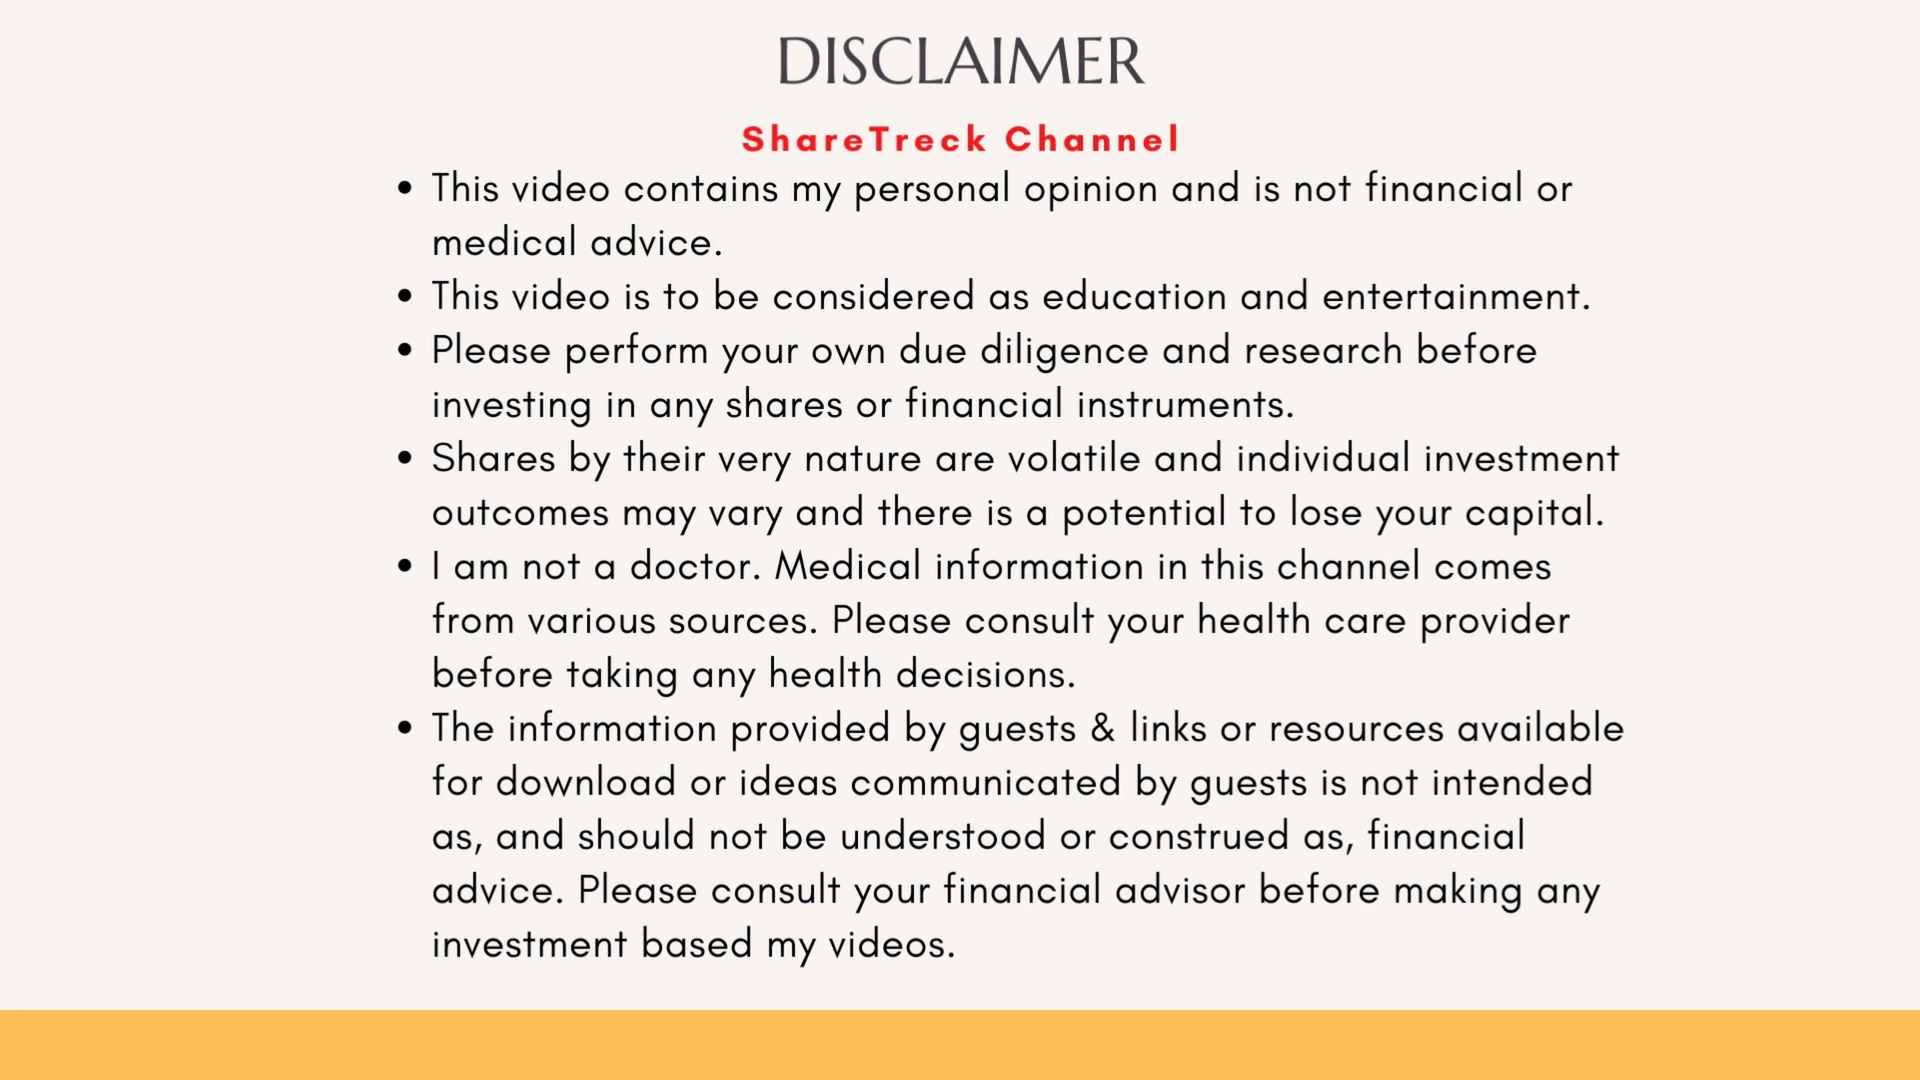 DISCLAIMER
ShareTreck Channel
• This video contains my personal opinion and is not financial or
medical advice.
• This video is to be considered as education and entertainment.
• Please perform your own due diligence and research before
investing in any shares or financial instruments.
• Shares by their very nature are volatile and individual investment
outcomes may vary and there is a potential to lose your capital.
• I am not a doctor. Medical information in this channel comes
from various sources. Please consult your health care provider
before taking any health decisions.
• The information provided by guests & links or resources available
for download or ideas communicated by guests is not intended
as, and should not be understood or construed as, financial
advice. Please consult your financial advisor before making any
investment based my videos.